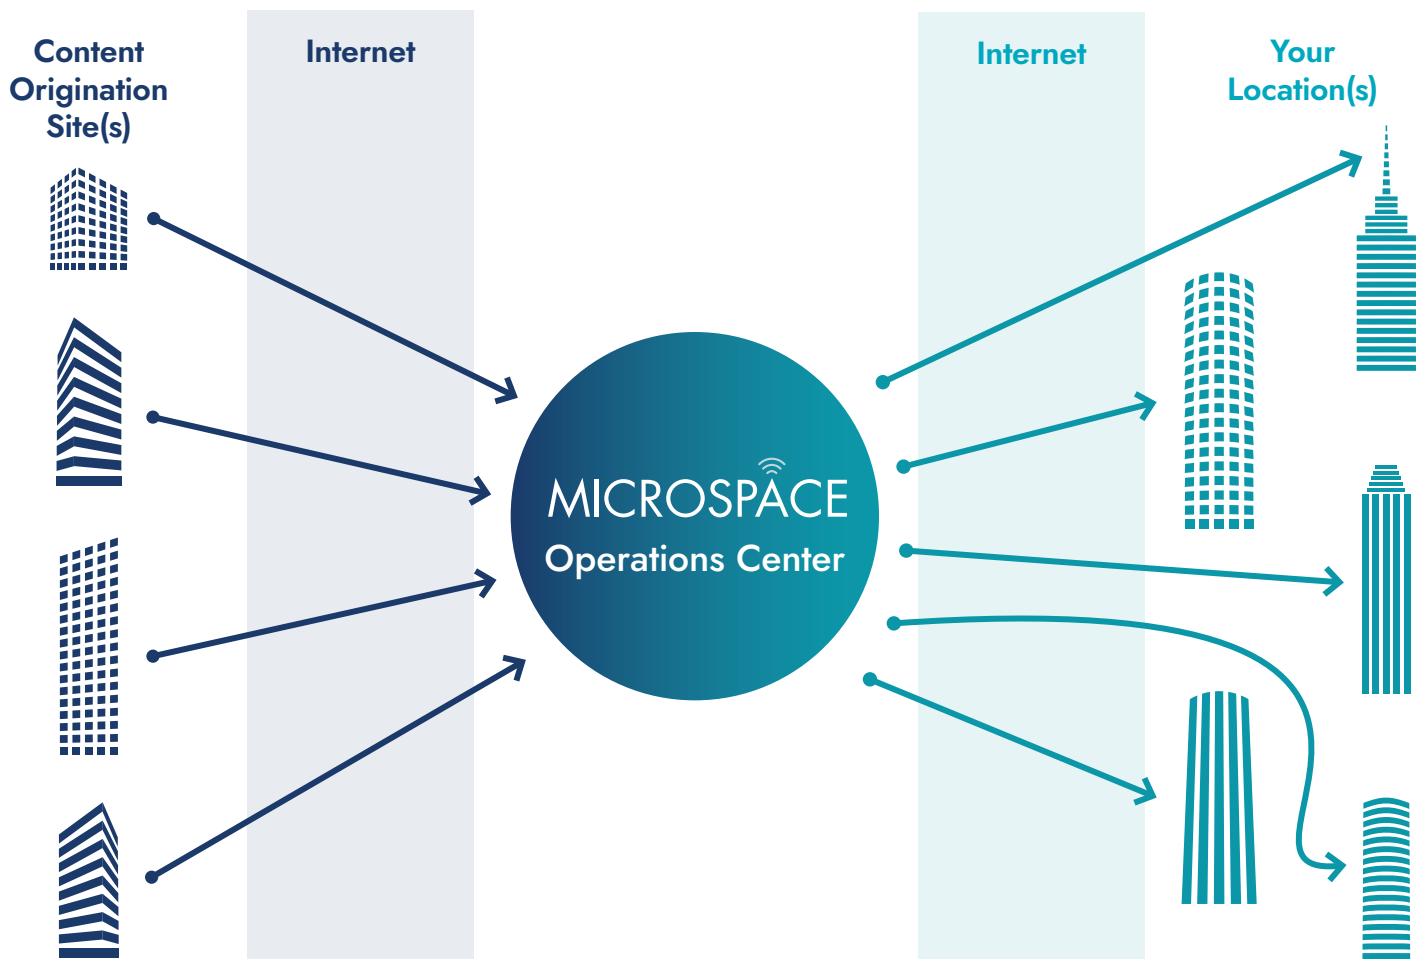 Content
Origination
Site(s)
Internet
Internet
Your
Location(s)
MICROSPACE
Operations Center